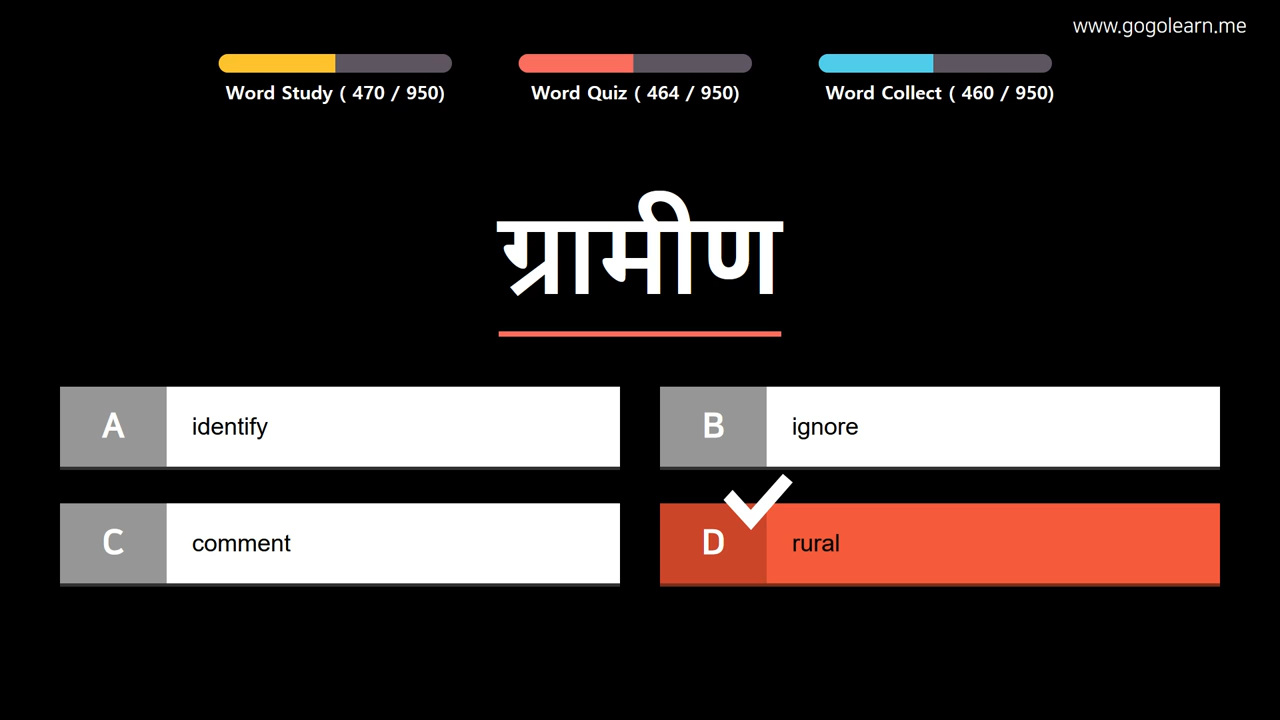 www.gogolearn.me
Word Study ( 470 / 950)
Word Quiz ( 464 / 950)
Word Collect ( 460 / 950)
ग्रामीण
A identify
B ignore
C comment
D rural